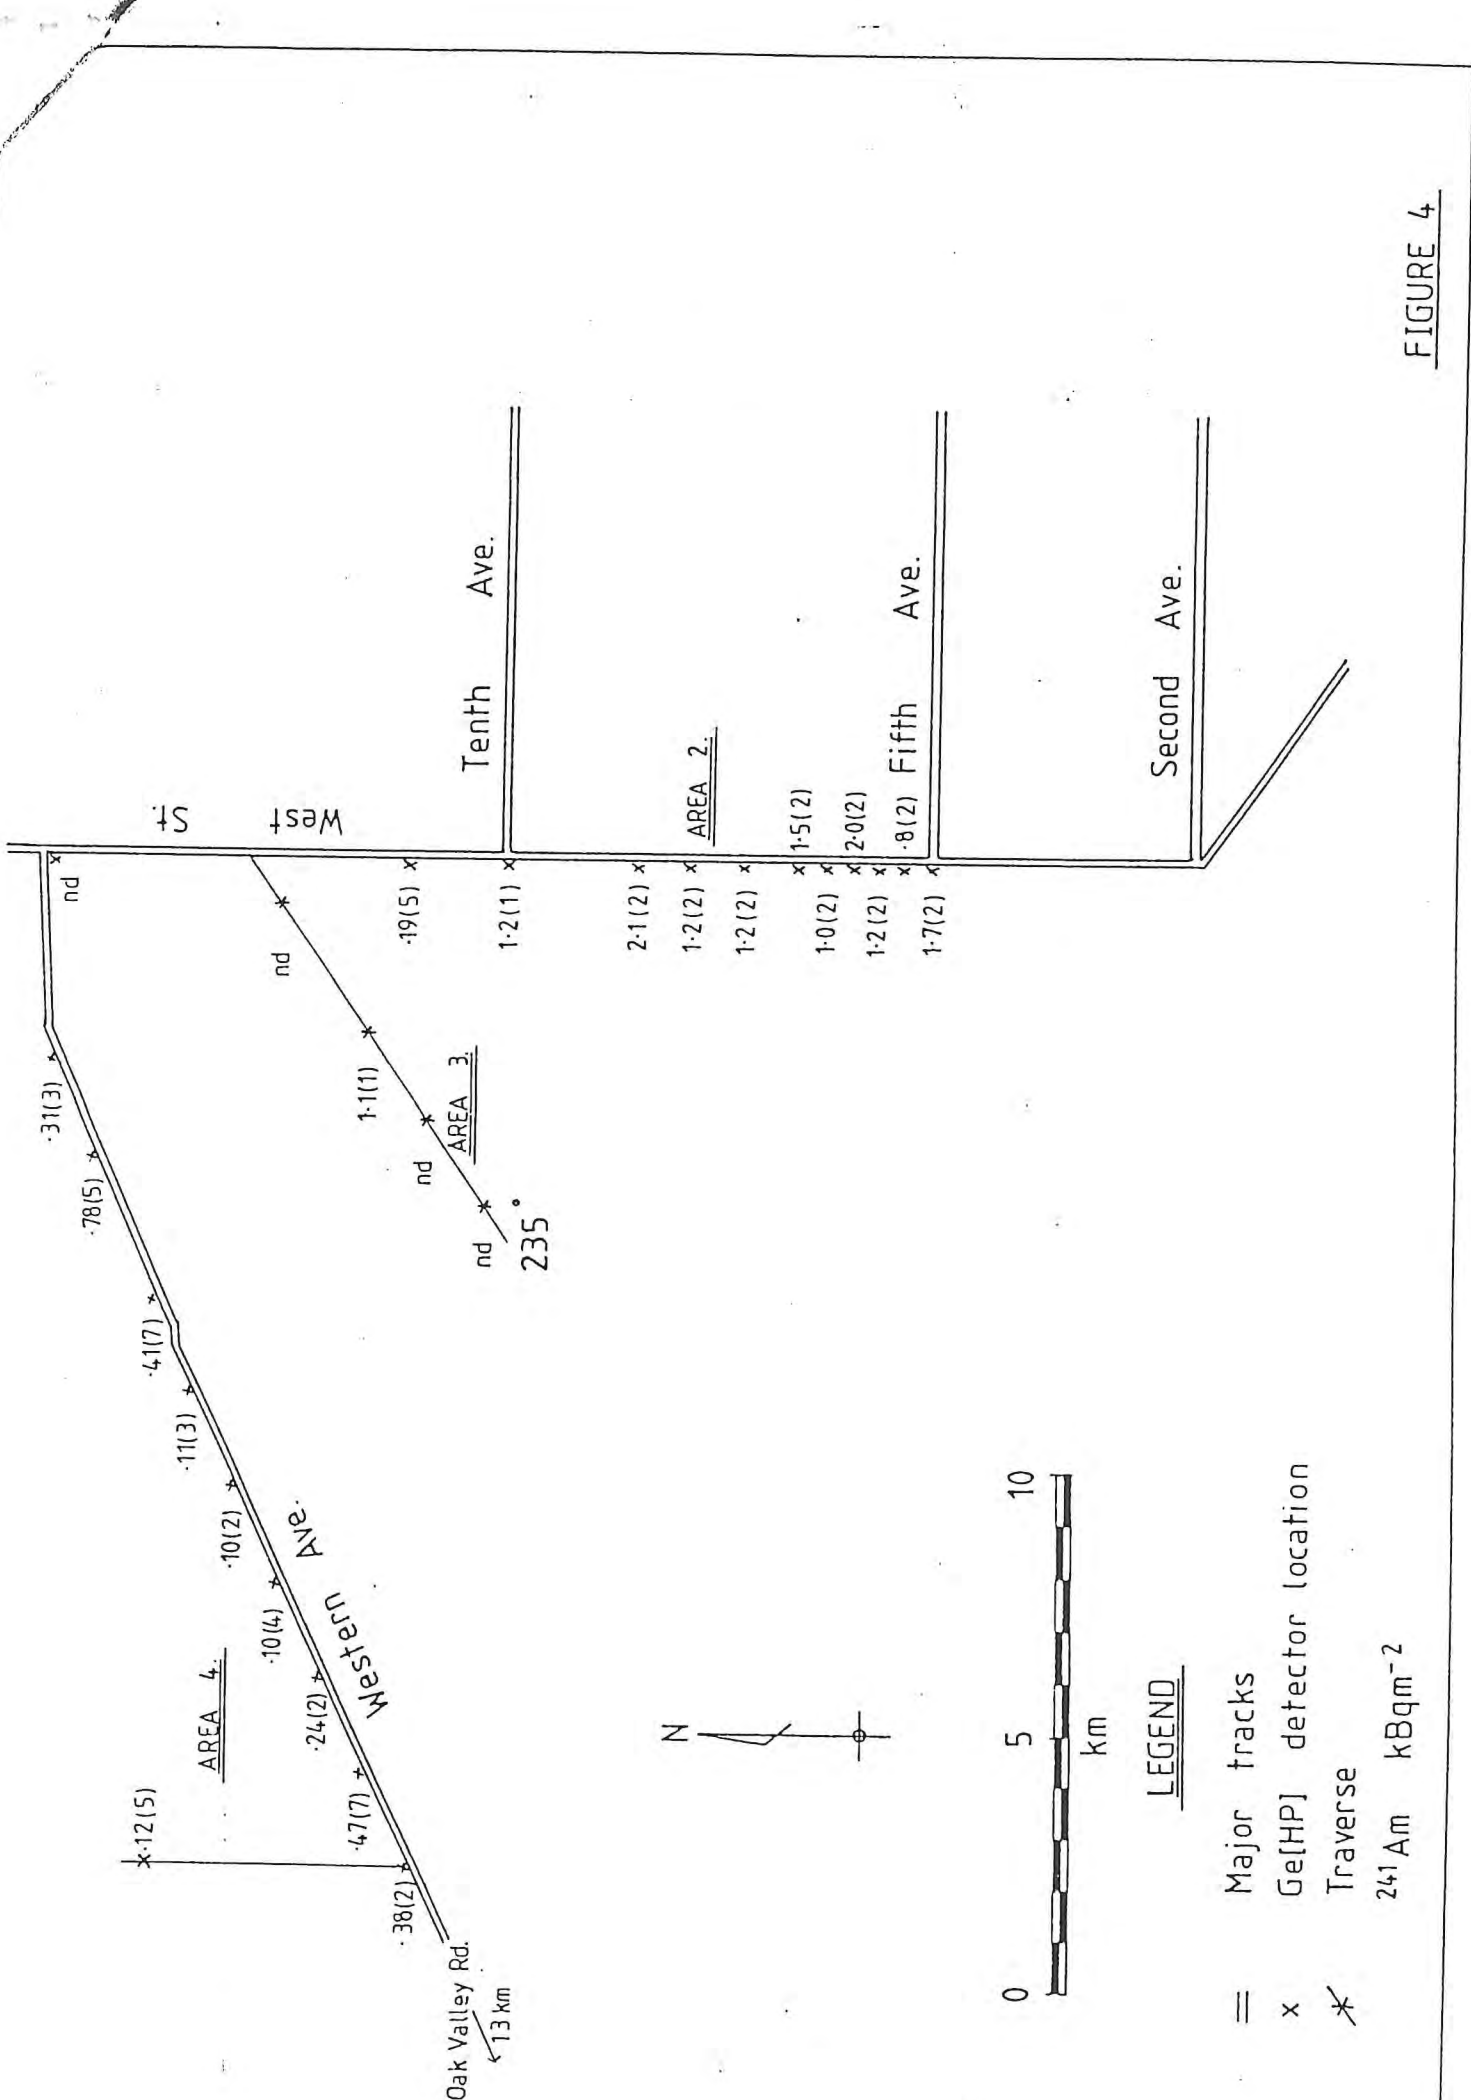 nd
St.
West
·31(3)
·78(5)
·41(7)
·11(3)
·10(2)
·10(4)
·24(2)
·47(7)
·38(2)
x·12(5)
AREA 4.
Western Ave.
Oak Valley Rd.
13 km
nd
1·1(1)
nd
nd
AREA 3.
235°
·19(5)
1·2(1)
Tenth Ave.
2·1(2)
1·2(2)
1·2(2)
AREA 2.
1·5(2)
1·0(2)
2·0(2)
1·2(2)
·8(2)
1·7(2)
Fifth Ave.
Second Ave.
N
0 5 10
km
LEGEND
= Major tracks
x Ge[HP] detector location
Traverse
²⁴¹Am kBqm⁻²
FIGURE 4